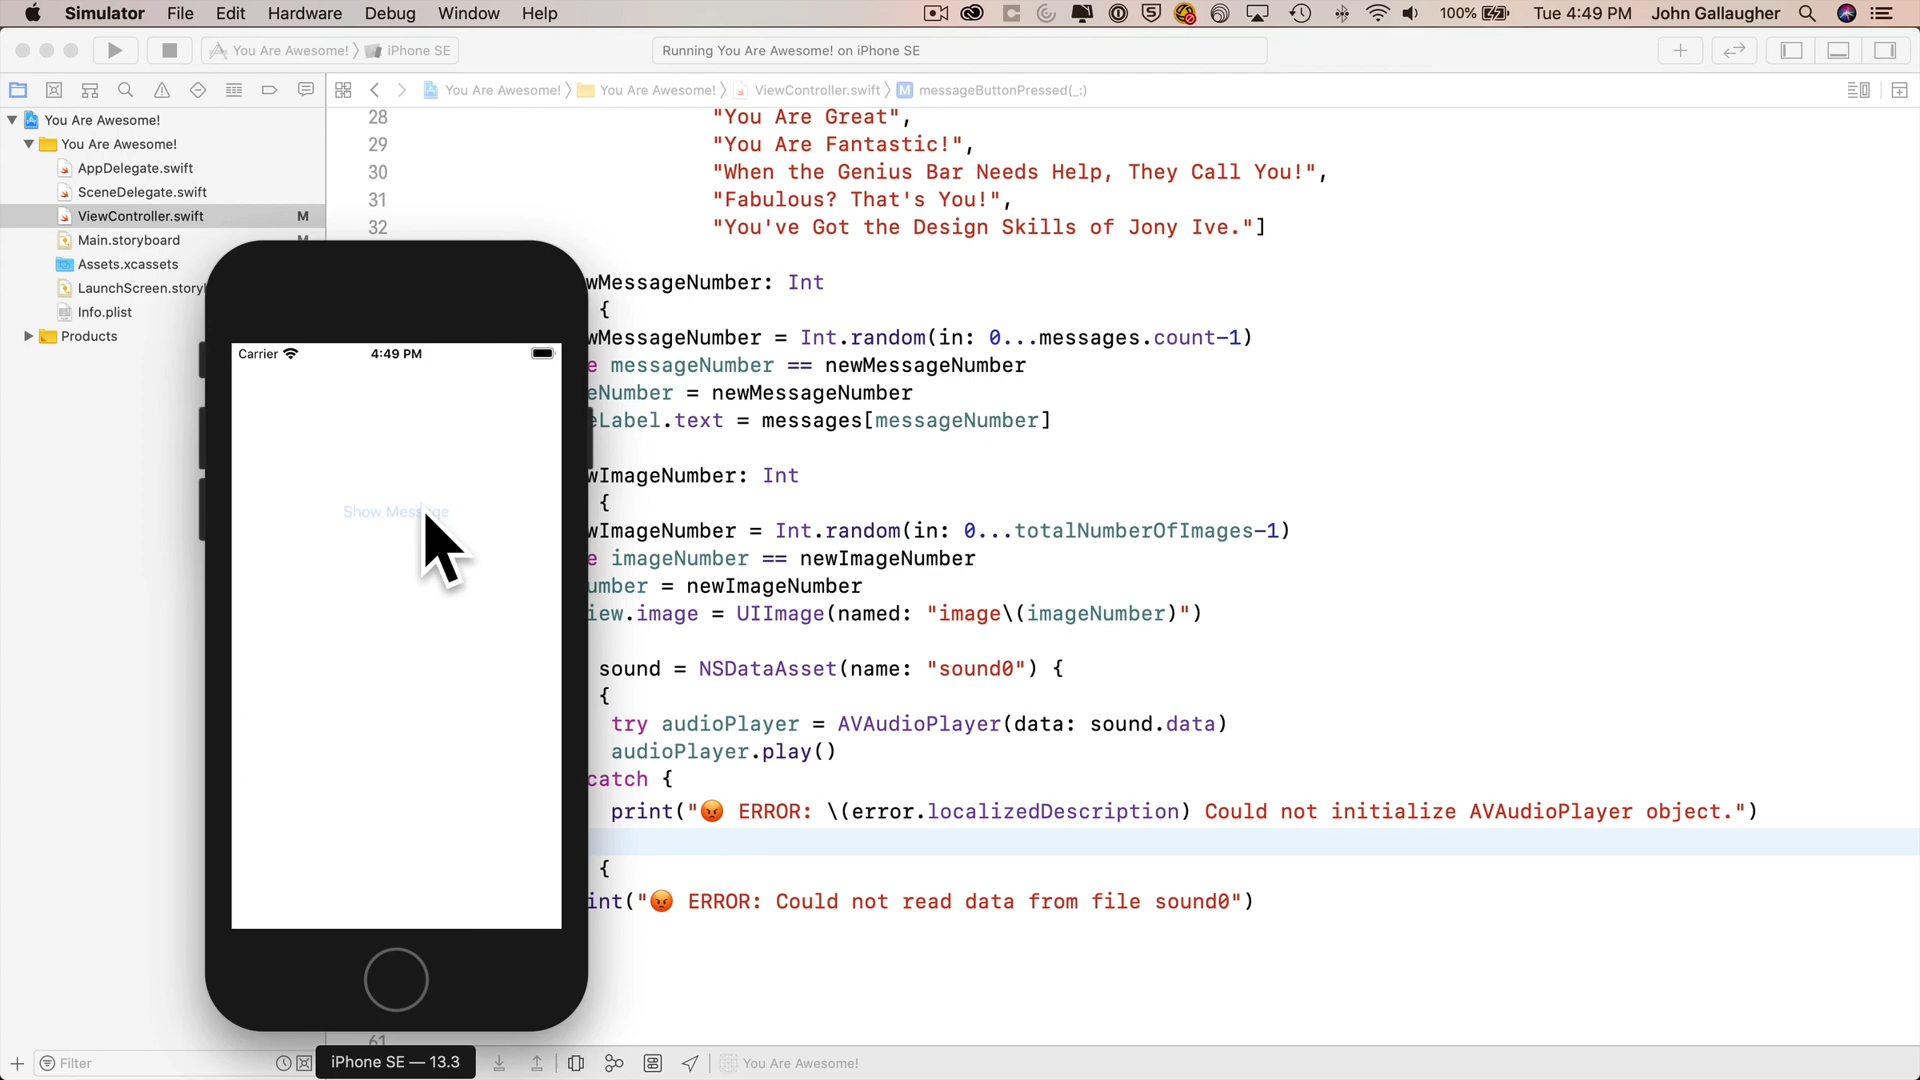 Simulator File Edit Hardware Debug Window Help 100% Tue 4:49 PM John Gallaugher
You Are Awesome! iPhone SE Running You Are Awesome! on iPhone SE
You Are Awesome! You Are Awesome! ViewController.swift M messageButtonPressed(_:)
You Are Awesome!
You Are Awesome!
AppDelegate.swift
SceneDelegate.swift
ViewController.swift M
Main.storyboard
Assets.xcassets
LaunchScreen.storyl
Info.plist
Products
28 "You Are Great",
29 "You Are Fantastic!",
30 "When the Genius Bar Needs Help, They Call You!",
31 "Fabulous? That's You!",
32 "You've Got the Design Skills of Jony Ive."]
wMessageNumber: Int
{
wMessageNumber = Int.random(in: 0...messages.count-1)
e messageNumber == newMessageNumber
eNumber = newMessageNumber
eLabel.text = messages[messageNumber]
wImageNumber: Int
{
wImageNumber = Int.random(in: 0...totalNumberOfImages-1)
e imageNumber == newImageNumber
umber = newImageNumber
iew.image = UIImage(named: "image\(imageNumber)")
sound = NSDataAsset(name: "sound0") {
{
try audioPlayer = AVAudioPlayer(data: sound.data)
audioPlayer.play()
catch {
print("😡 ERROR: \(error.localizedDescription) Could not initialize AVAudioPlayer object.")
{
int("😡 ERROR: Could not read data from file sound0")
61
Carrier 4:49 PM
Show Message
Filter
iPhone SE — 13.3
You Are Awesome!